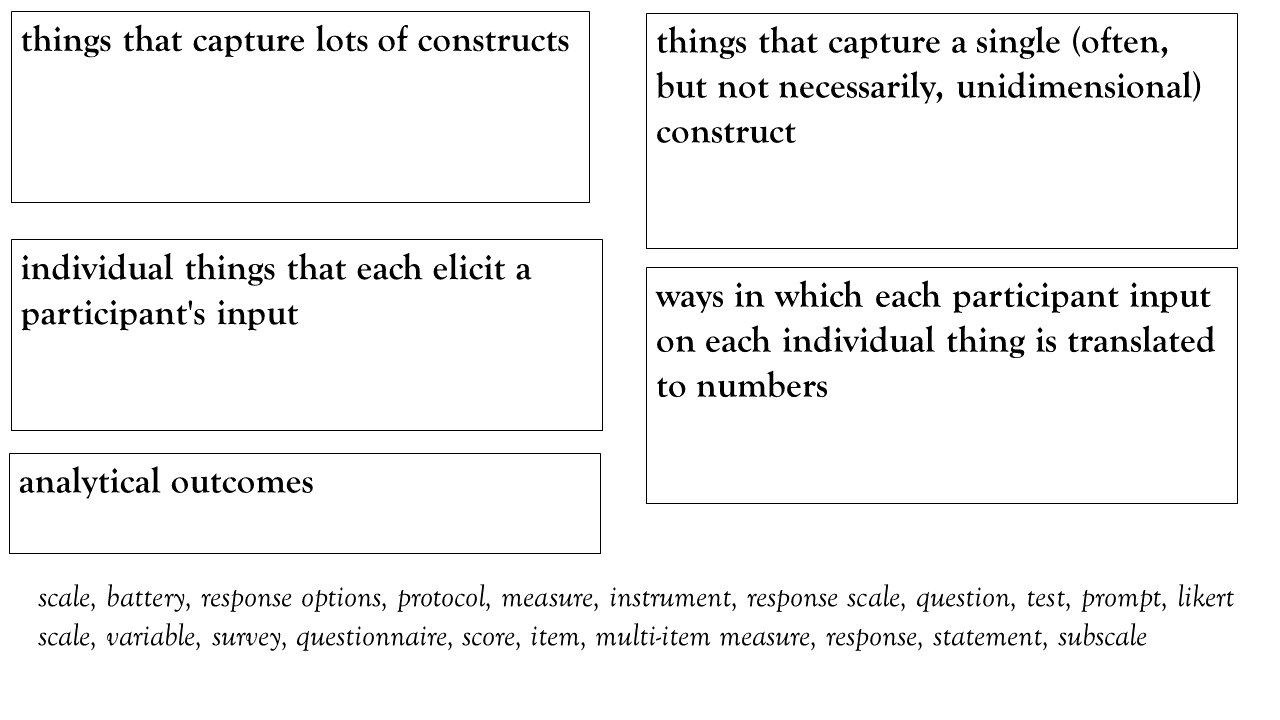 things that capture lots of constructs
things that capture a single (often,
but not necessarily, unidimensional)
construct
individual things that each elicit a
participant's input
ways in which each participant input
on each individual thing is translated
to numbers
analytical outcomes
scale, battery, response options, protocol, measure, instrument, response scale, question, test, prompt, likert
scale, variable, survey, questionnaire, score, item, multi-item measure, response, statement, subscale